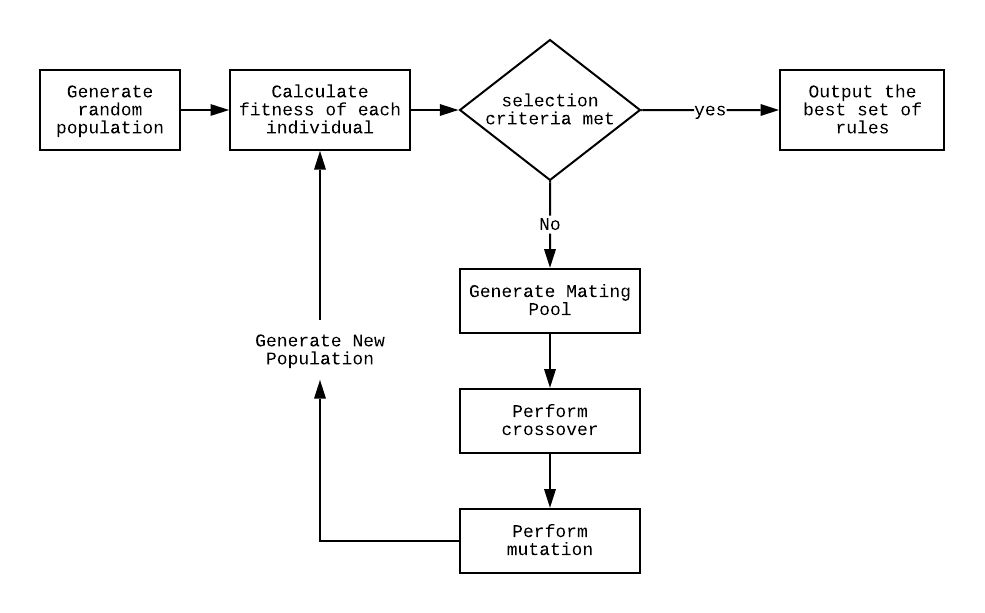 Generate
random
population
Calculate
fitness of each
individual
selection
criteria met
yes
Output the
best set of
rules
No
Generate Mating
Pool
Perform
crossover
Perform
mutation
Generate New
Population